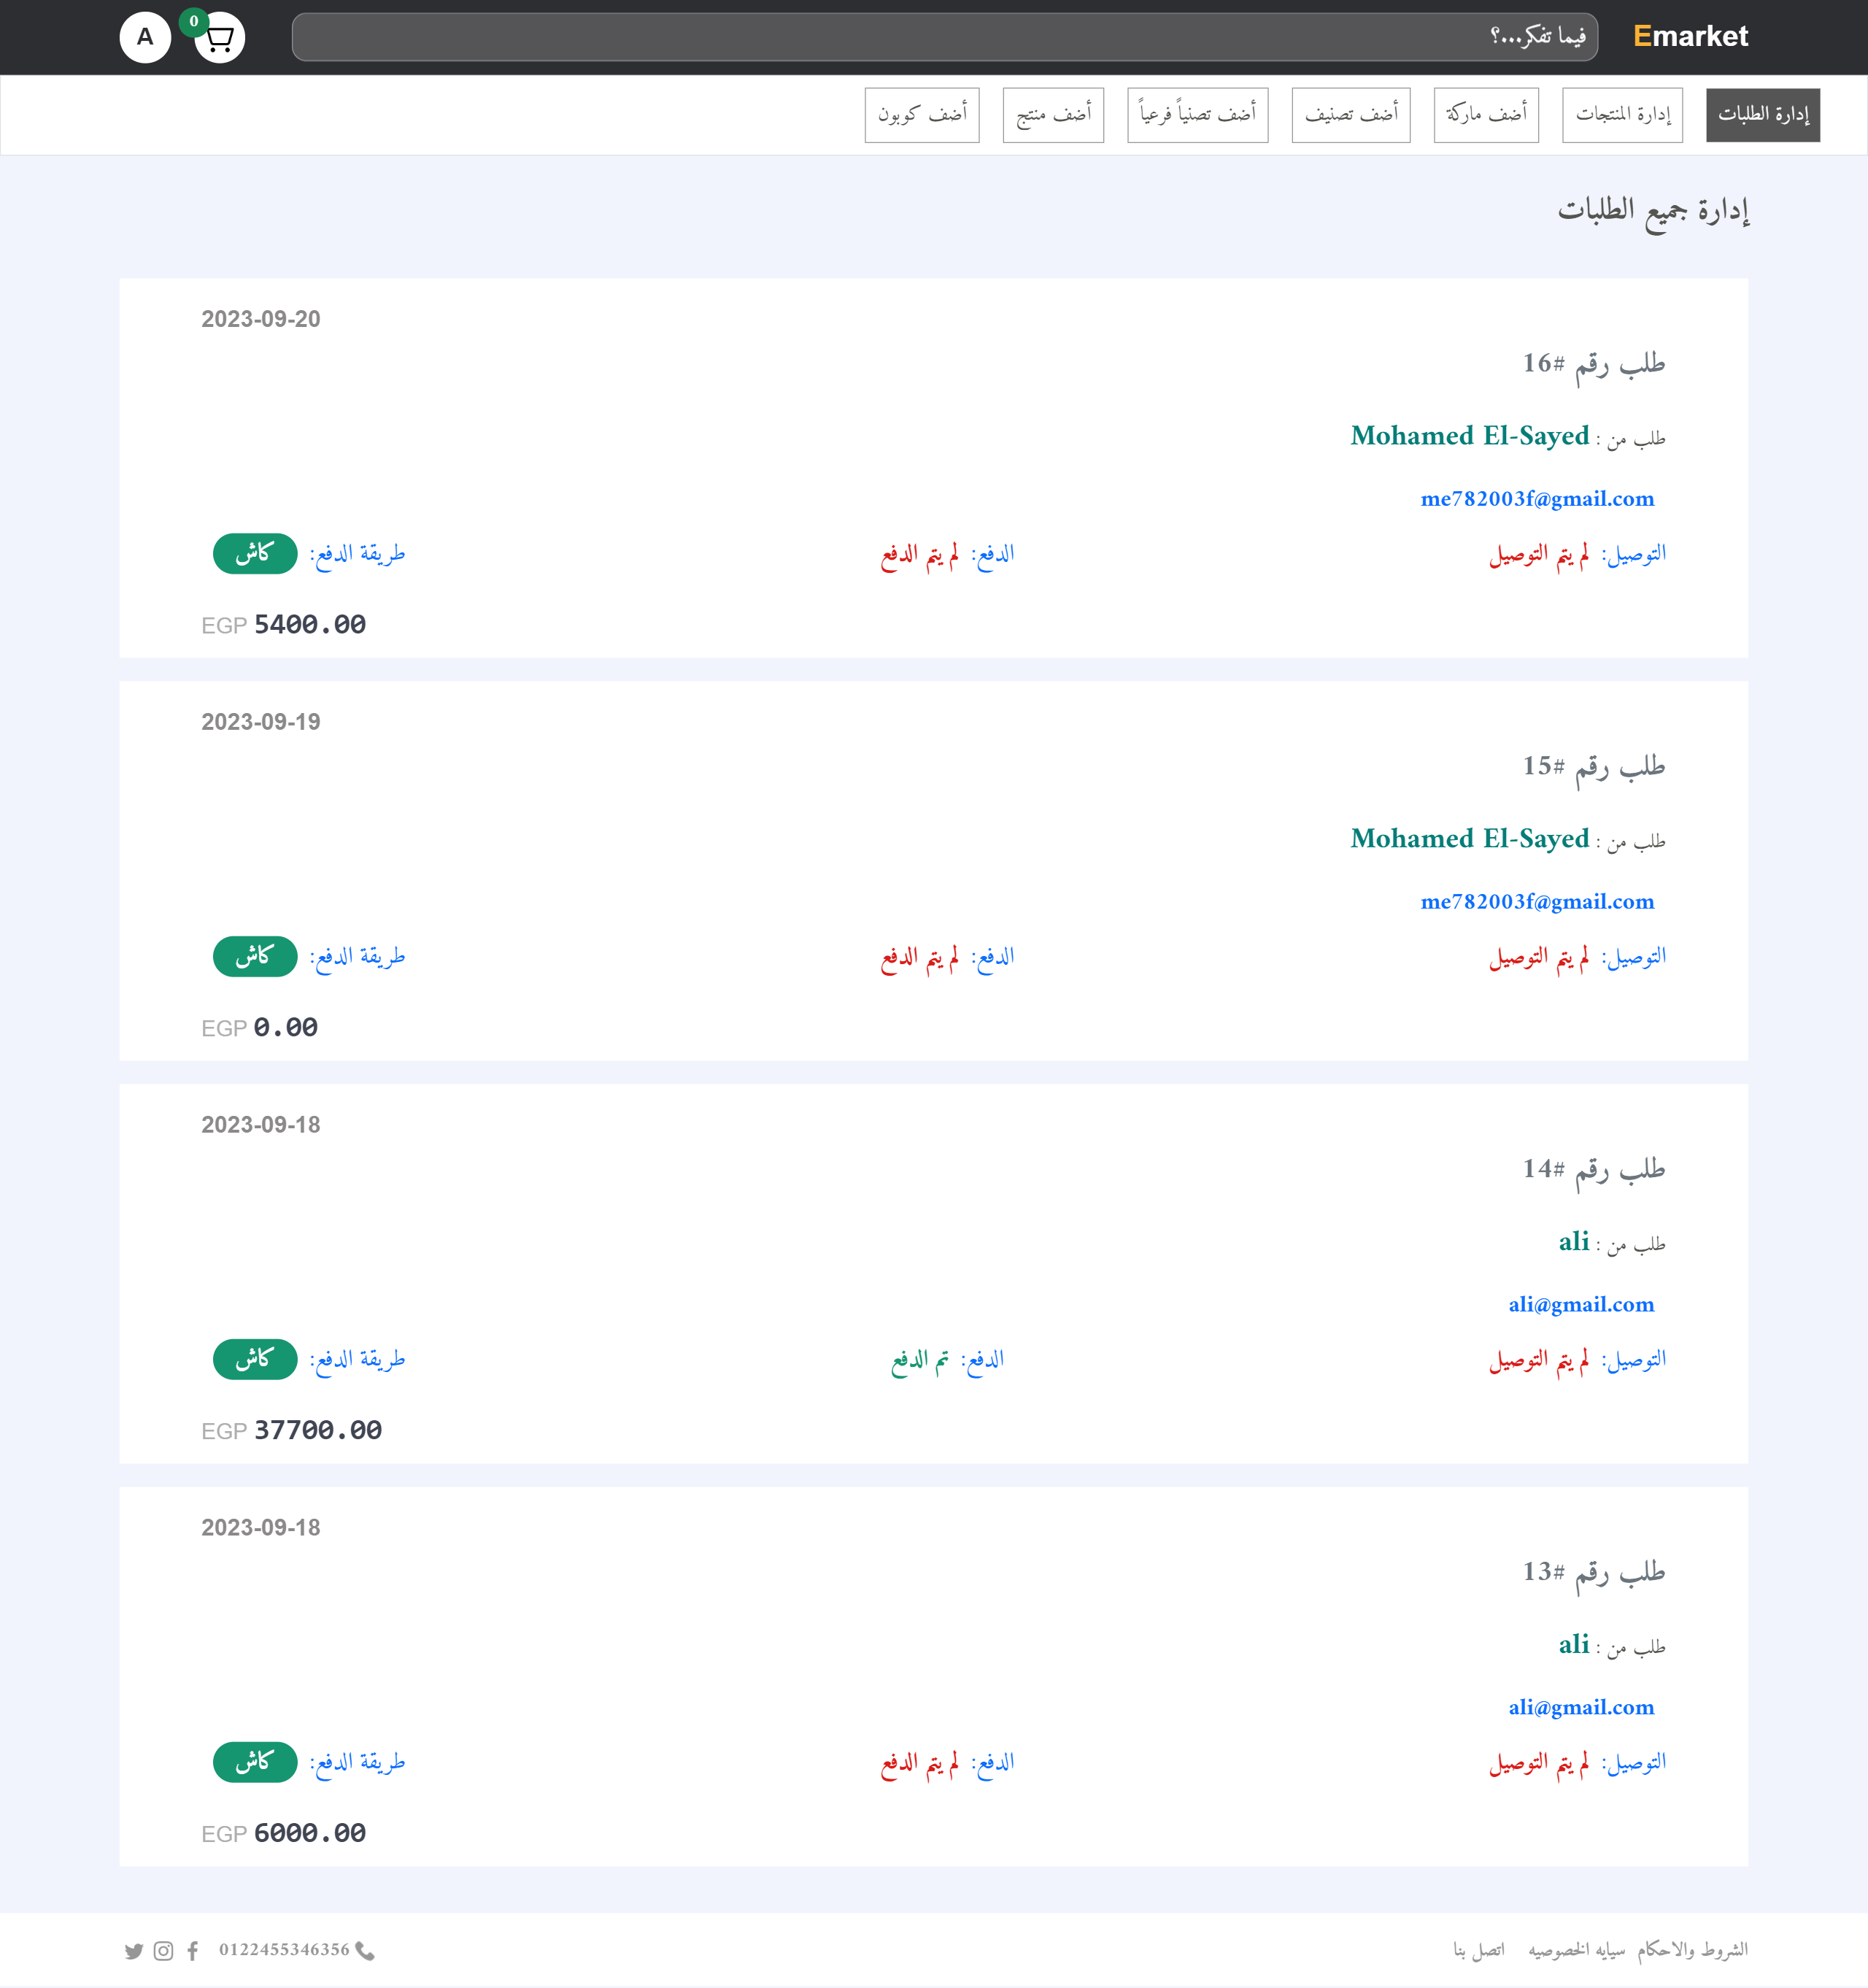 Emarket فيما تفكر...؟ 0 A
إدارة الطلبات إدارة المنتجات أضف ماركة أضف تصنيف أضف تصنياً فرعياً أضف منتج أضف كوبون
إدارة جميع الطلبات
2023-09-20
طلب رقم #16
طلب من : Mohamed El-Sayed
me782003f@gmail.com
التوصيل: لم يتم التوصيل الدفع: لم يتم الدفع طريقة الدفع: كاش
5400.00 EGP
2023-09-19
طلب رقم #15
طلب من : Mohamed El-Sayed
me782003f@gmail.com
التوصيل: لم يتم التوصيل الدفع: لم يتم الدفع طريقة الدفع: كاش
0.00 EGP
2023-09-18
طلب رقم #14
طلب من : ali
ali@gmail.com
التوصيل: لم يتم التوصيل الدفع: تم الدفع طريقة الدفع: كاش
37700.00 EGP
2023-09-18
طلب رقم #13
طلب من : ali
ali@gmail.com
التوصيل: لم يتم التوصيل الدفع: لم يتم الدفع طريقة الدفع: كاش
6000.00 EGP
الشروط والاحكام سيايه الخصوصيه اتصل بنا 0122455346356